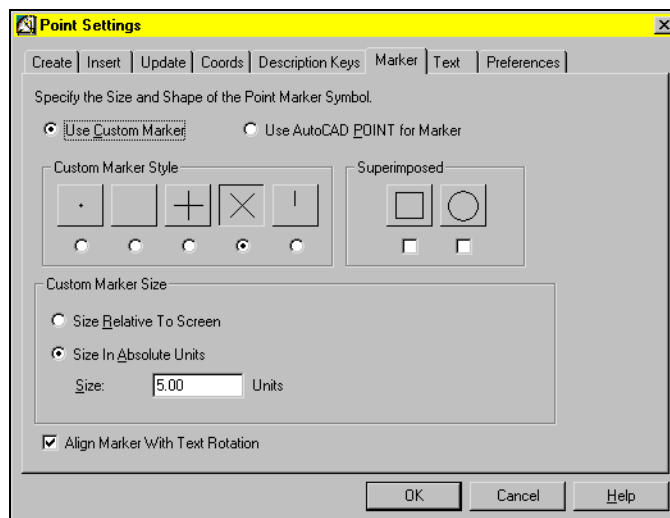 Point Settings
Create Insert Update Coords Description Keys Marker Text Preferences
Specify the Size and Shape of the Point Marker Symbol.
Use Custom Marker Use AutoCAD POINT for Marker
Custom Marker Style Superimposed
Custom Marker Size
Size Relative To Screen
Size In Absolute Units
Size: 5.00 Units
Align Marker With Text Rotation
OK Cancel Help